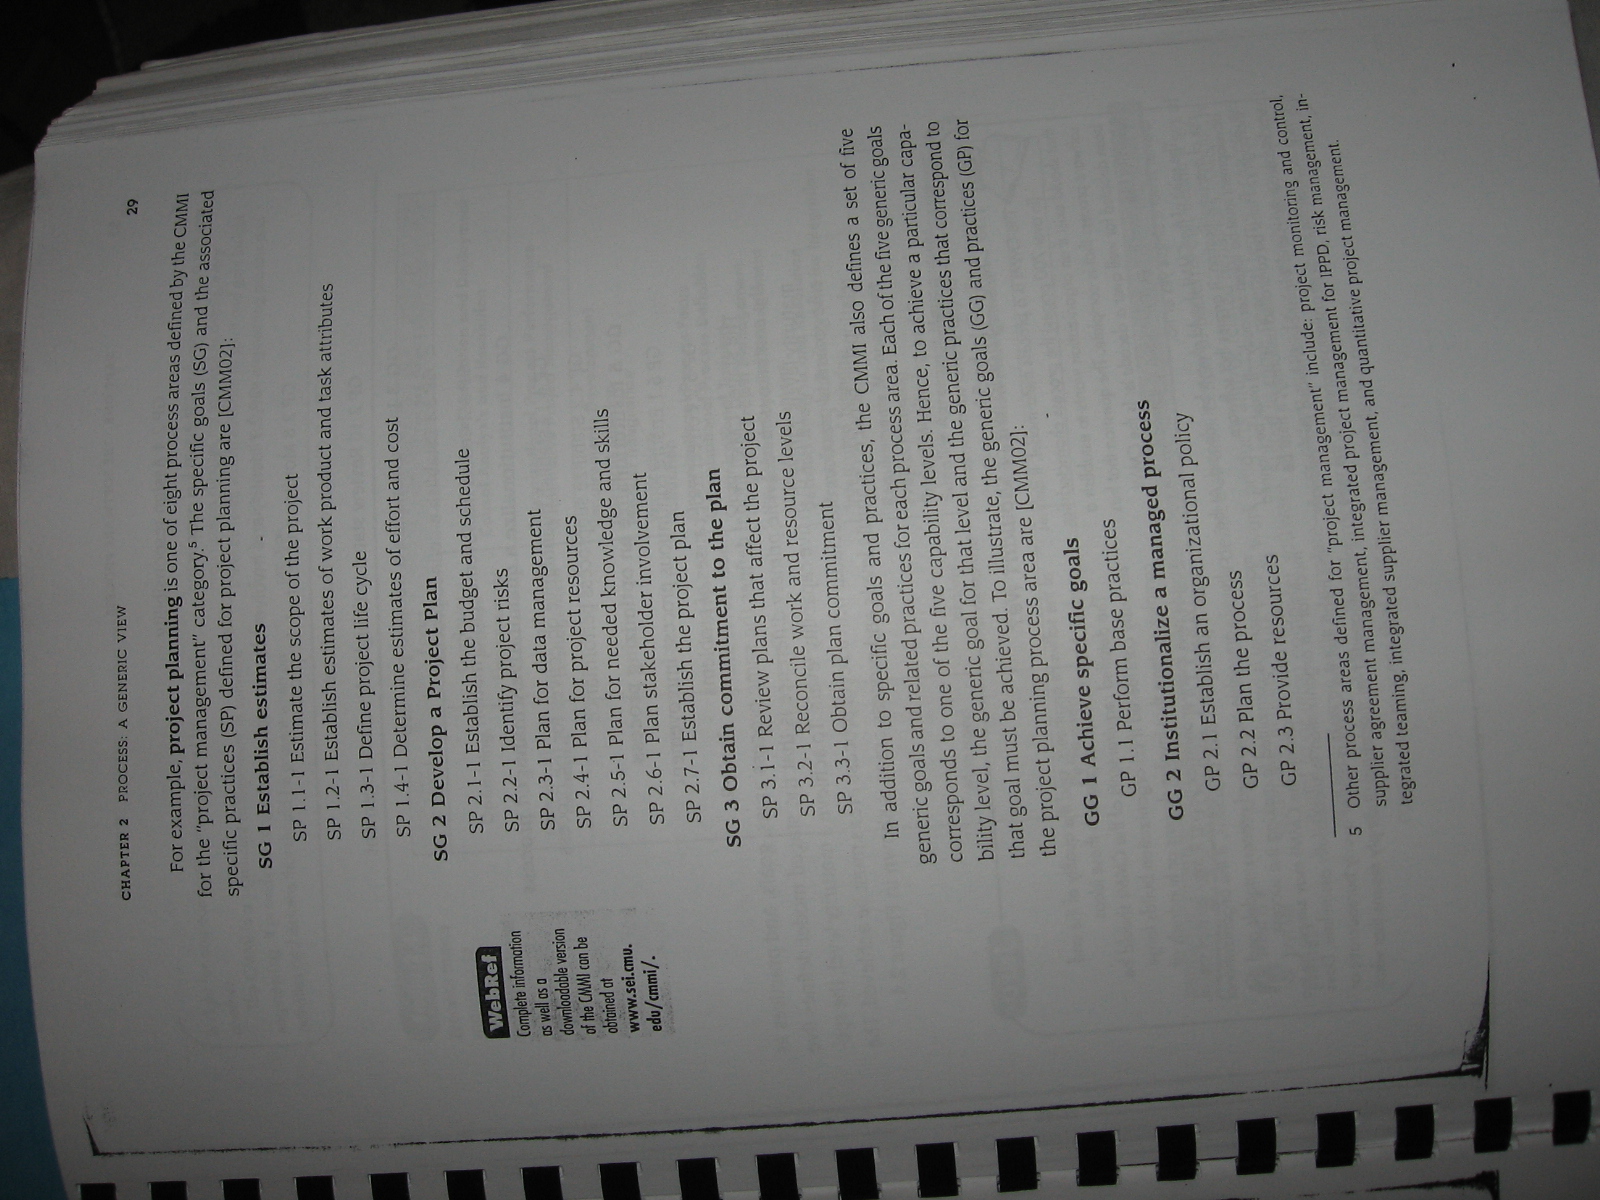 CHAPTER 2 PROCESS: A GENERIC VIEW
29
For example, project planning is one of eight process areas defined by the CMMI
for the "project management" category.5 The specific goals (SG) and the associated
specific practices (SP) defined for project planning are [CMM02]:
SG 1 Establish estimates
SP 1.1-1 Estimate the scope of the project
SP 1.2-1 Establish estimates of work product and task attributes
SP 1.3-1 Define project life cycle
SP 1.4-1 Determine estimates of effort and cost
SG 2 Develop a Project Plan
SP 2.1-1 Establish the budget and schedule
SP 2.2-1 Identify project risks
SP 2.3-1 Plan for data management
SP 2.4-1 Plan for project resources
SP 2.5-1 Plan for needed knowledge and skills
SP 2.6-1 Plan stakeholder involvement
SP 2.7-1 Establish the project plan
SG 3 Obtain commitment to the plan
SP 3.1-1 Review plans that affect the project
SP 3.2-1 Reconcile work and resource levels
SP 3.3-1 Obtain plan commitment
WebRef
Complete information
as well as a
downloadable version
of the CMMI can be
obtained at
www.sei.cmu.
edu/cmmi/.
In addition to specific goals and practices, the CMMI also defines a set of five
generic goals and related practices for each process area. Each of the five generic goals
corresponds to one of the five capability levels. Hence, to achieve a particular capa-
bility level, the generic goal for that level and the generic practices that correspond to
that goal must be achieved. To illustrate, the generic goals (GG) and practices (GP) for
the project planning process area are [CMM02]:
GG 1 Achieve specific goals
GP 1.1 Perform base practices
GG 2 Institutionalize a managed process
GP 2.1 Establish an organizational policy
GP 2.2 Plan the process
GP 2.3 Provide resources
5 Other process areas defined for "project management" include: project monitoring and control,
supplier agreement management, integrated project management for IPPD, risk management, in-
tegrated teaming, integrated supplier management, and quantitative project management.